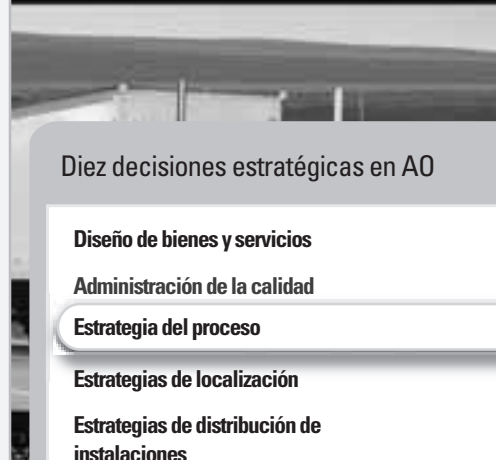 Diez decisiones estratégicas en AO
Diseño de bienes y servicios
Administración de la calidad
Estrategia del proceso
Estrategias de localización
Estrategias de distribución de
instalaciones